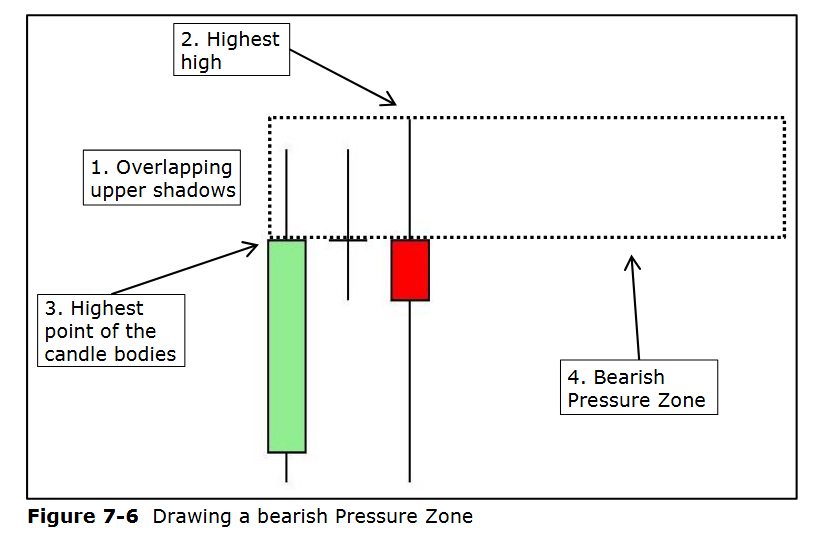 2. Highest
high
1. Overlapping
upper shadows
3. Highest
point of the
candle bodies
4. Bearish
Pressure Zone
Figure 7-6 Drawing a bearish Pressure Zone